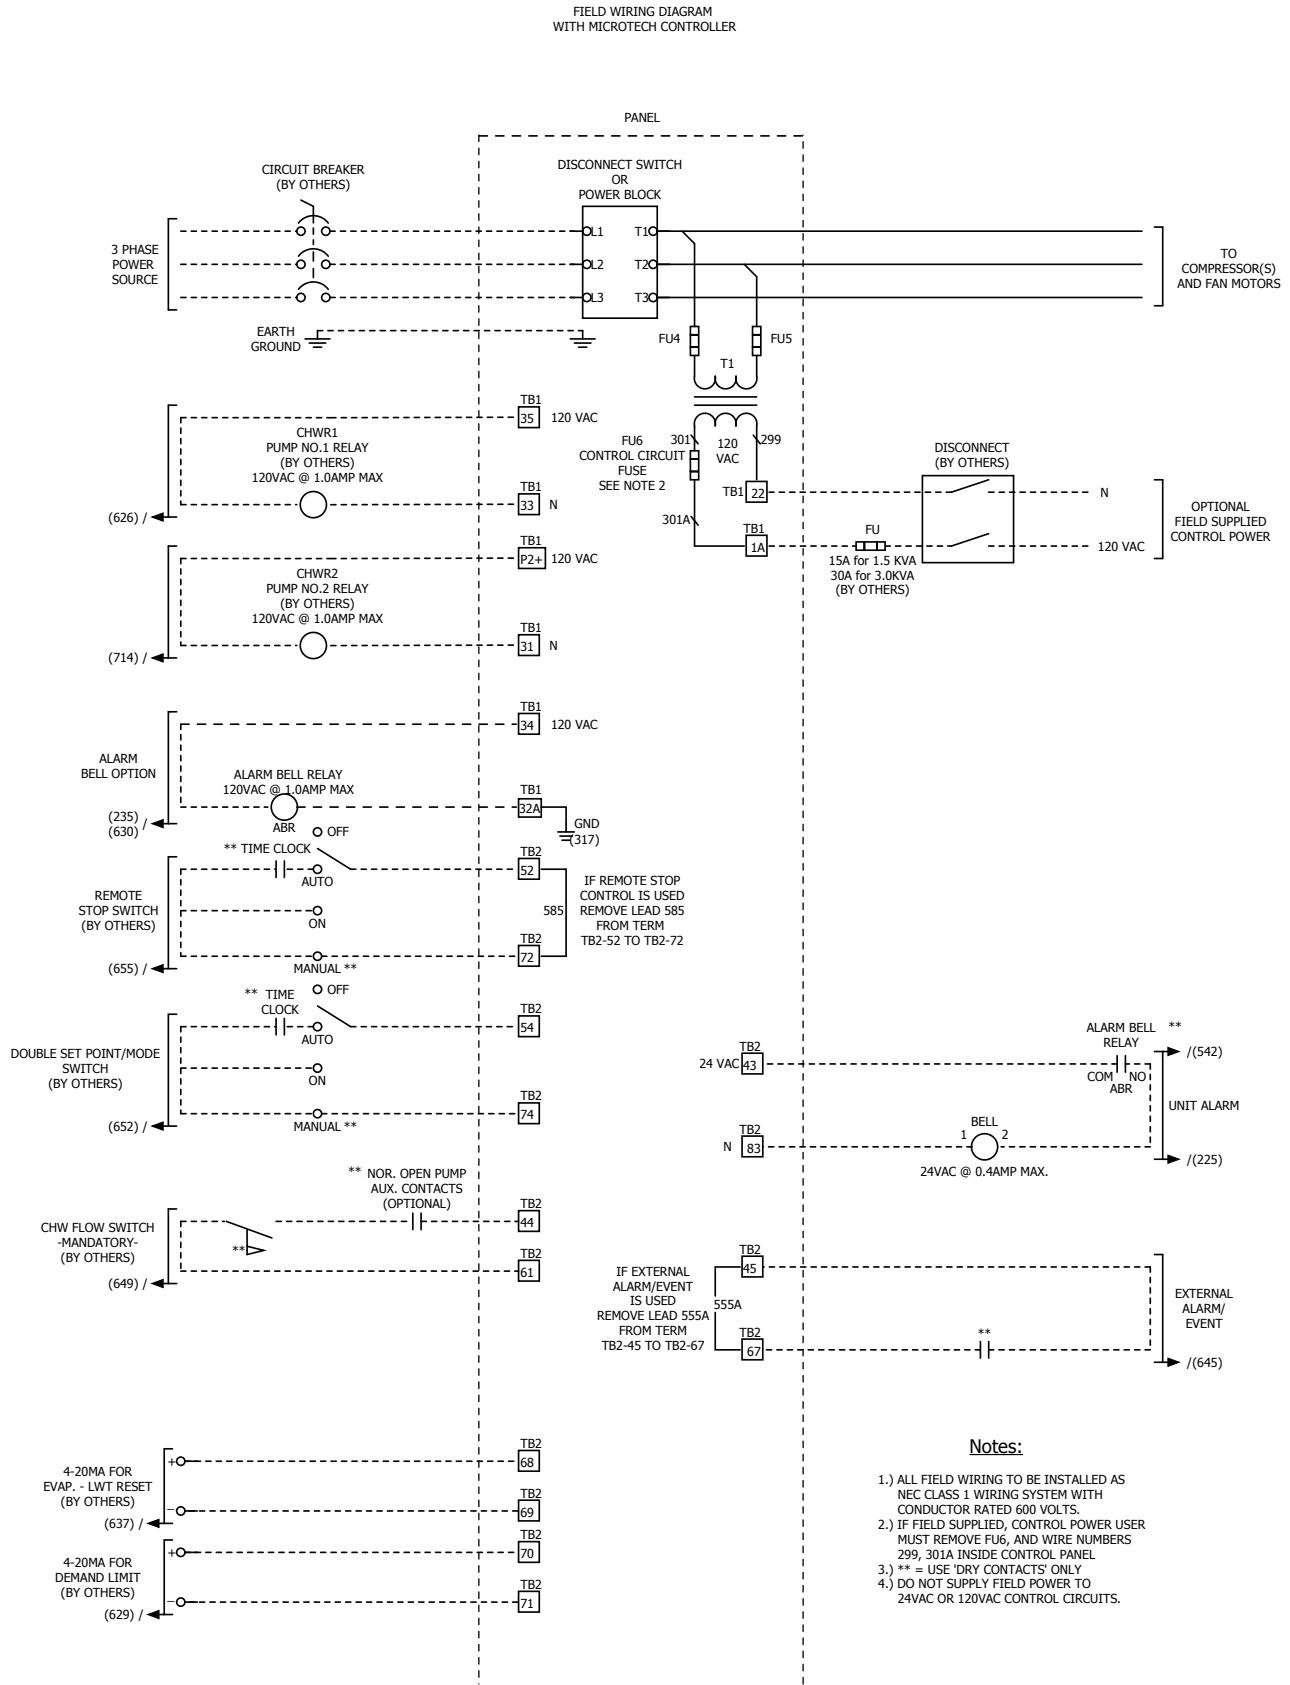 FIELD WIRING DIAGRAM
WITH MICROTECH CONTROLLER
PANEL
CIRCUIT BREAKER
(BY OTHERS)
DISCONNECT SWITCH
OR
POWER BLOCK
3 PHASE
POWER
SOURCE
L1
T1
L2
T2
L3
T3
TO
COMPRESSOR(S)
AND FAN MOTORS
EARTH
GROUND
FU4
FU5
T1
301
120
VAC
299
FU6
CONTROL CIRCUIT
FUSE
SEE NOTE 2
301A
TB1
22
TB1
1A
FU
15A for 1.5 KVA
30A for 3.0KVA
(BY OTHERS)
DISCONNECT
(BY OTHERS)
N
120 VAC
OPTIONAL
FIELD SUPPLIED
CONTROL POWER
TB1
35
120 VAC
CHWR1
PUMP NO.1 RELAY
(BY OTHERS)
120VAC @ 1.0AMP MAX
TB1
33
N
(626) /
TB1
P2+
120 VAC
CHWR2
PUMP NO.2 RELAY
(BY OTHERS)
120VAC @ 1.0AMP MAX
TB1
31
N
(714) /
TB1
34
120 VAC
ALARM
BELL OPTION
ALARM BELL RELAY
120VAC @ 1.0AMP MAX
ABR
TB1
32A
GND
(317)
(235)
(630) /
OFF
** TIME CLOCK
AUTO
TB2
52
REMOTE
STOP SWITCH
(BY OTHERS)
ON
585
IF REMOTE STOP
CONTROL IS USED
REMOVE LEAD 585
FROM TERM
TB2-52 TO TB2-72
TB2
72
MANUAL **
(655) /
OFF
** TIME
CLOCK
AUTO
TB2
54
DOUBLE SET POINT/MODE
SWITCH
(BY OTHERS)
ON
TB2
74
MANUAL **
(652) /
TB2
24 VAC
43
ALARM BELL **
RELAY
COM
NO
ABR
/(542)
UNIT ALARM
TB2
N
83
BELL
1
2
24VAC @ 0.4AMP MAX.
/(225)
** NOR. OPEN PUMP
AUX. CONTACTS
(OPTIONAL)
TB2
44
CHW FLOW SWITCH
-MANDATORY-
(BY OTHERS)
**
TB2
61
(649) /
TB2
45
IF EXTERNAL
ALARM/EVENT
IS USED
REMOVE LEAD 555A
FROM TERM
TB2-45 TO TB2-67
555A
TB2
67
**
EXTERNAL
ALARM/
EVENT
/(645)
4-20MA FOR
EVAP. - LWT RESET
(BY OTHERS)
+
−
TB2
68
TB2
69
(637) /
4-20MA FOR
DEMAND LIMIT
(BY OTHERS)
+
−
TB2
70
TB2
71
(629) /
Notes:
1.) ALL FIELD WIRING TO BE INSTALLED AS
NEC CLASS 1 WIRING SYSTEM WITH
CONDUCTOR RATED 600 VOLTS.
2.) IF FIELD SUPPLIED, CONTROL POWER USER
MUST REMOVE FU6, AND WIRE NUMBERS
299, 301A INSIDE CONTROL PANEL
3.) ** = USE 'DRY CONTACTS' ONLY
4.) DO NOT SUPPLY FIELD POWER TO
24VAC OR 120VAC CONTROL CIRCUITS.